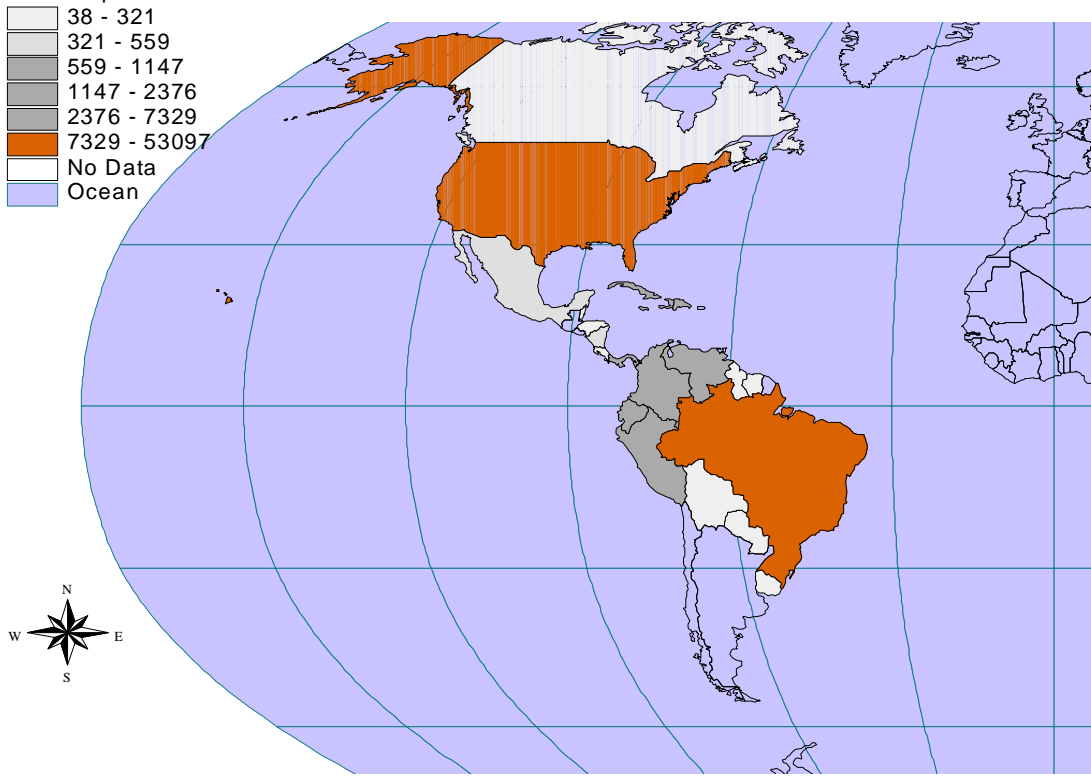 38 - 321
321 - 559
559 - 1147
1147 - 2376
2376 - 7329
7329 - 53097
No Data
Ocean
N
W E
S